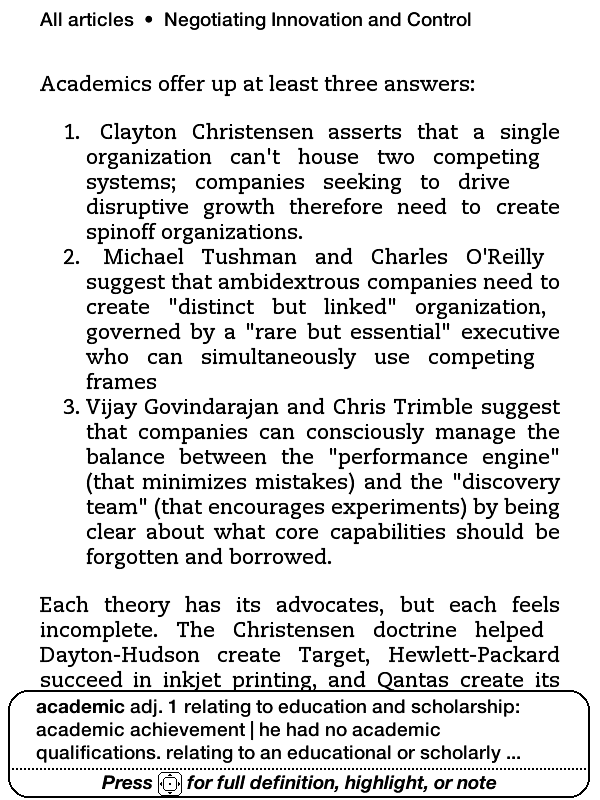 All articles • Negotiating Innovation and Control
Academics offer up at least three answers:
1. Clayton Christensen asserts that a single
organization can't house two competing
systems; companies seeking to drive
disruptive growth therefore need to create
spinoff organizations.
2. Michael Tushman and Charles O'Reilly
suggest that ambidextrous companies need to
create "distinct but linked" organization,
governed by a "rare but essential" executive
who can simultaneously use competing
frames
3. Vijay Govindarajan and Chris Trimble suggest
that companies can consciously manage the
balance between the "performance engine"
(that minimizes mistakes) and the "discovery
team" (that encourages experiments) by being
clear about what core capabilities should be
forgotten and borrowed.
Each theory has its advocates, but each feels
incomplete. The Christensen doctrine helped
Dayton-Hudson create Target, Hewlett-Packard
succeed in inkjet printing, and Qantas create its
academic adj. 1 relating to education and scholarship:
academic achievement | he had no academic
qualifications. relating to an educational or scholarly ...
Press for full definition, highlight, or note